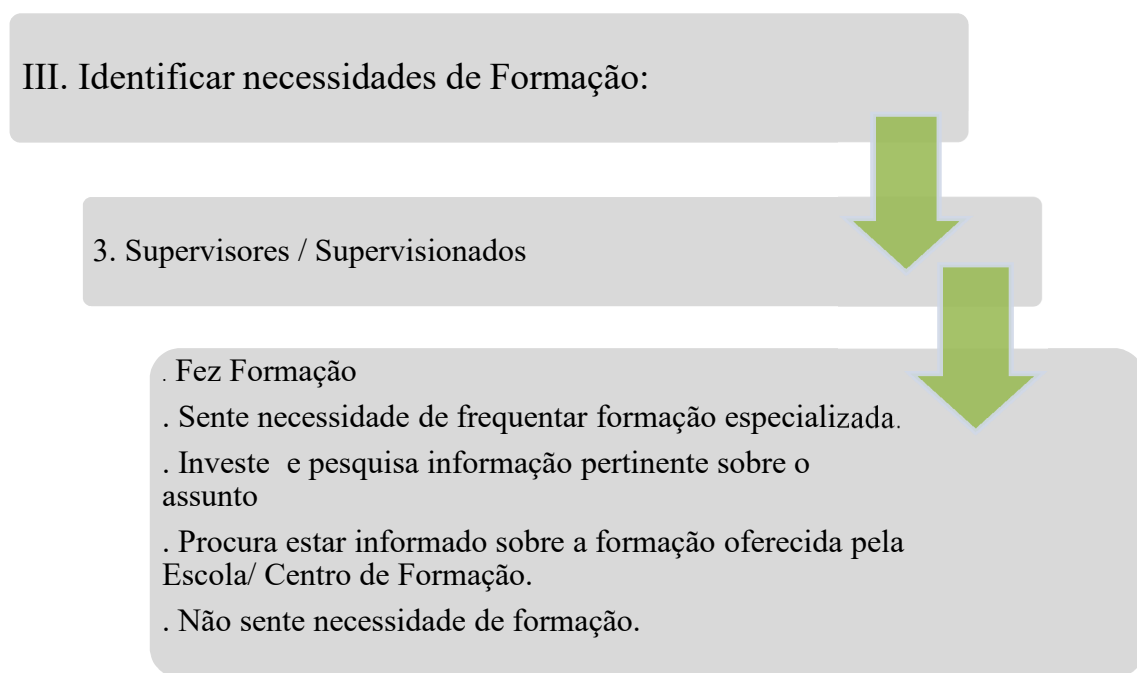 III. Identificar necessidades de Formação:
3. Supervisores / Supervisionados
. Fez Formação
. Sente necessidade de frequentar formação especializada.
. Investe e pesquisa informação pertinente sobre o
assunto
. Procura estar informado sobre a formação oferecida pela
Escola/ Centro de Formação.
. Não sente necessidade de formação.